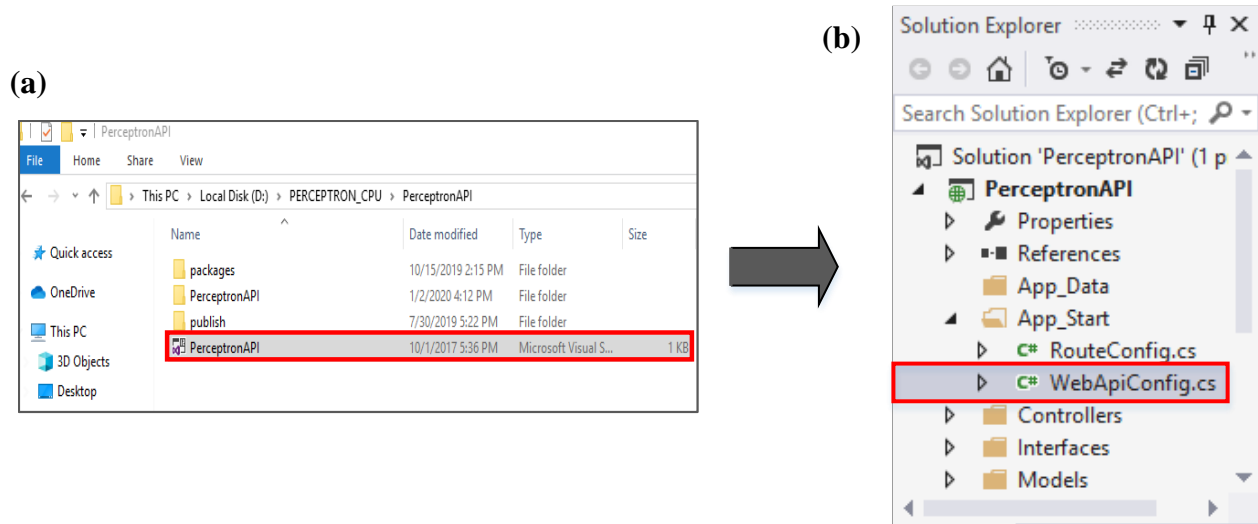 (a)
PerceptronAPI
File Home Share View
This PC › Local Disk (D:) › PERCEPTRON_CPU › PerceptronAPI
Name Date modified Type Size
Quick access
OneDrive
This PC
3D Objects
Desktop
packages 10/15/2019 2:15 PM File folder
PerceptronAPI 1/2/2020 4:12 PM File folder
publish 7/30/2019 5:22 PM File folder
PerceptronAPI 10/1/2017 5:36 PM Microsoft Visual S... 1 KB
(b)
Solution Explorer
Search Solution Explorer (Ctrl+;
Solution 'PerceptronAPI' (1 p
PerceptronAPI
Properties
References
App_Data
App_Start
C# RouteConfig.cs
C# WebApiConfig.cs
Controllers
Interfaces
Models